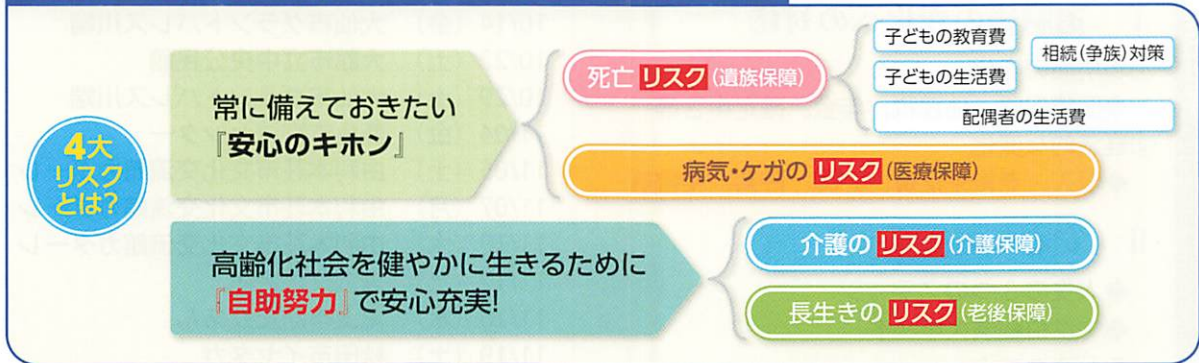 4大
リスク
とは?
常に備えておきたい
『安心のキホン』
死亡 リスク (遺族保障)
子どもの教育費
子どもの生活費
相続(争族)対策
配偶者の生活費
病気・ケガの リスク (医療保障)
高齢化社会を健やかに生きるために
『自助努力』で安心充実!
介護の リスク (介護保障)
長生きの リスク (老後保障)